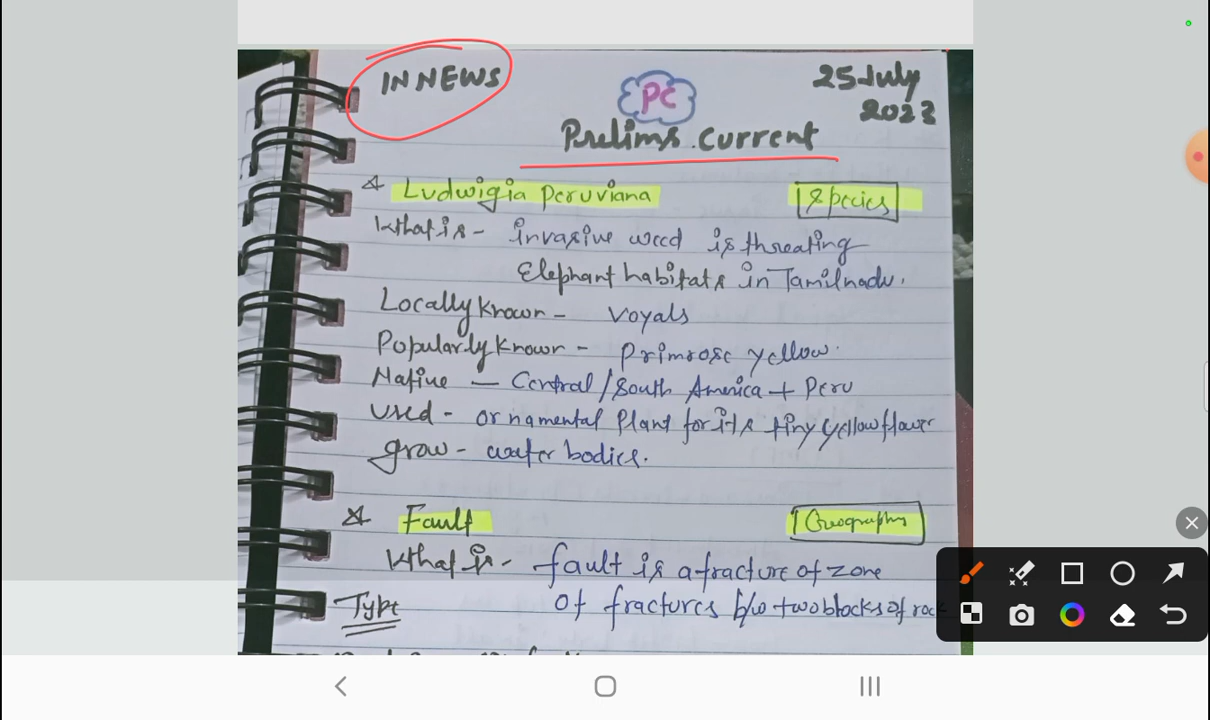 IN NEWS
25 July
2023
PC
Prelims Current
Ludwigia Peruviana
Species
What is - invasive weed is threating
Elephant habitats in Tamilnadu.
Locally Known - voyals
Popularly Known - Primrose yellow.
Native - Central/South America + Peru
Used - ornamental Plant for its tiny yellow flower
grow - water bodies.
Fault
Geography
What is - fault is a fracture of zone
of fractures b/w two blocks of rock
Type